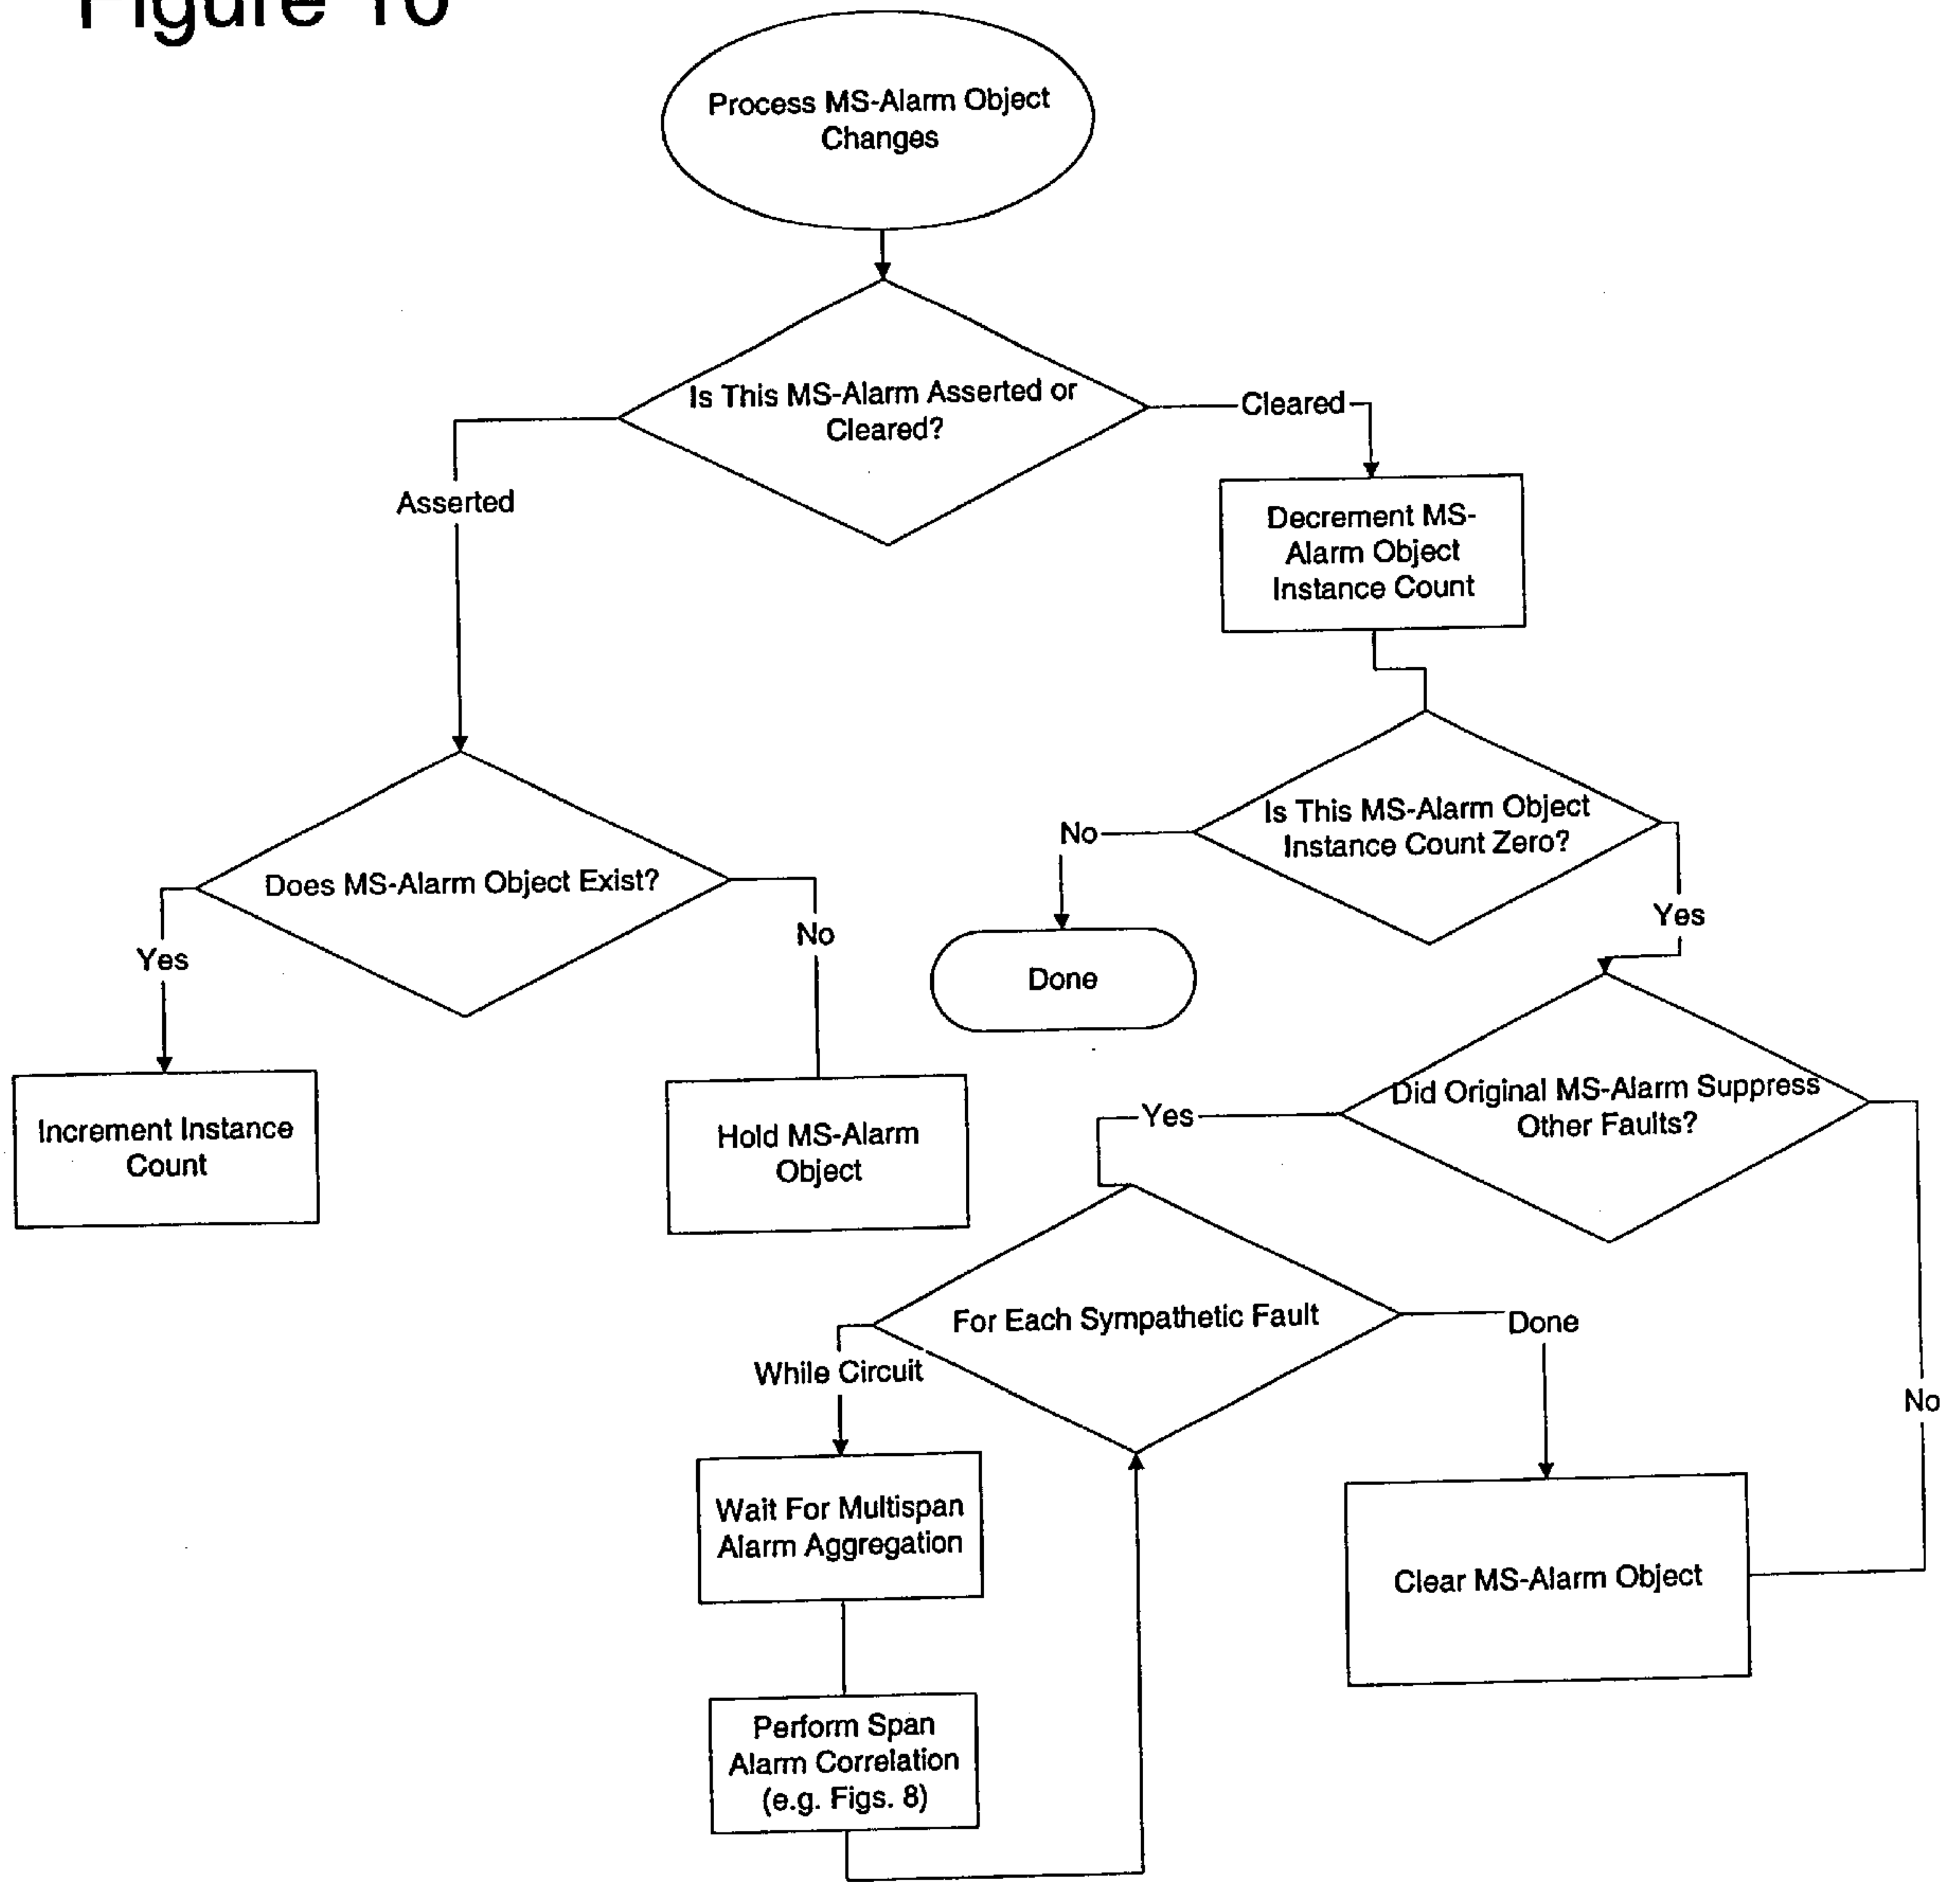 Figure 10
Process MS-Alarm Object
Changes
Is This MS-Alarm Asserted or
Cleared?
Cleared
Asserted
Decrement MS-
Alarm Object
Instance Count
Is This MS-Alarm Object
Instance Count Zero?
No
Yes
Does MS-Alarm Object Exist?
Yes
No
Done
Increment Instance
Count
Hold MS-Alarm
Object
Did Original MS-Alarm Suppress
Other Faults?
Yes
No
For Each Sympathetic Fault
Done
While Circuit
Wait For Multispan
Alarm Aggregation
Clear MS-Alarm Object
Perform Span
Alarm Correlation
(e.g. Figs. 8)